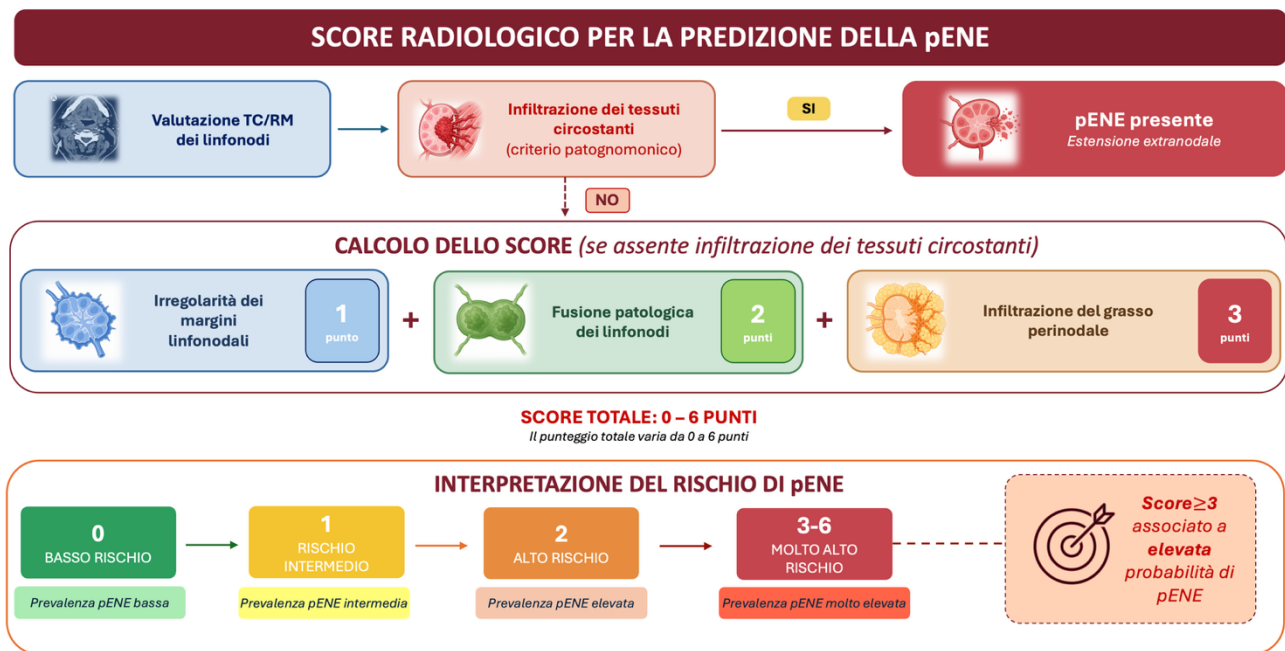 SCORE RADIOLOGICO PER LA PREDIZIONE DELLA pENE
Valutazione TC/RM
dei linfonodi
Infiltrazione dei tessuti
circostanti
(criterio patognomonico)
SI
pENE presente
Estensione extranodale
NO
CALCOLO DELLO SCORE (se assente infiltrazione dei tessuti circostanti)
Irregolarità dei
margini
linfonodali
1
punto
+
Fusione patologica
dei linfonodi
2
punti
+
Infiltrazione del grasso
perinodale
3
punti
SCORE TOTALE: 0 – 6 PUNTI
Il punteggio totale varia da 0 a 6 punti
INTERPRETAZIONE DEL RISCHIO DI pENE
0
BASSO RISCHIO
Prevalenza pENE bassa
1
RISCHIO
INTERMEDIO
Prevalenza pENE intermedia
2
ALTO RISCHIO
Prevalenza pENE elevata
3-6
MOLTO ALTO
RISCHIO
Prevalenza pENE molto elevata
Score≥3
associato a
elevata
probabilità di
pENE